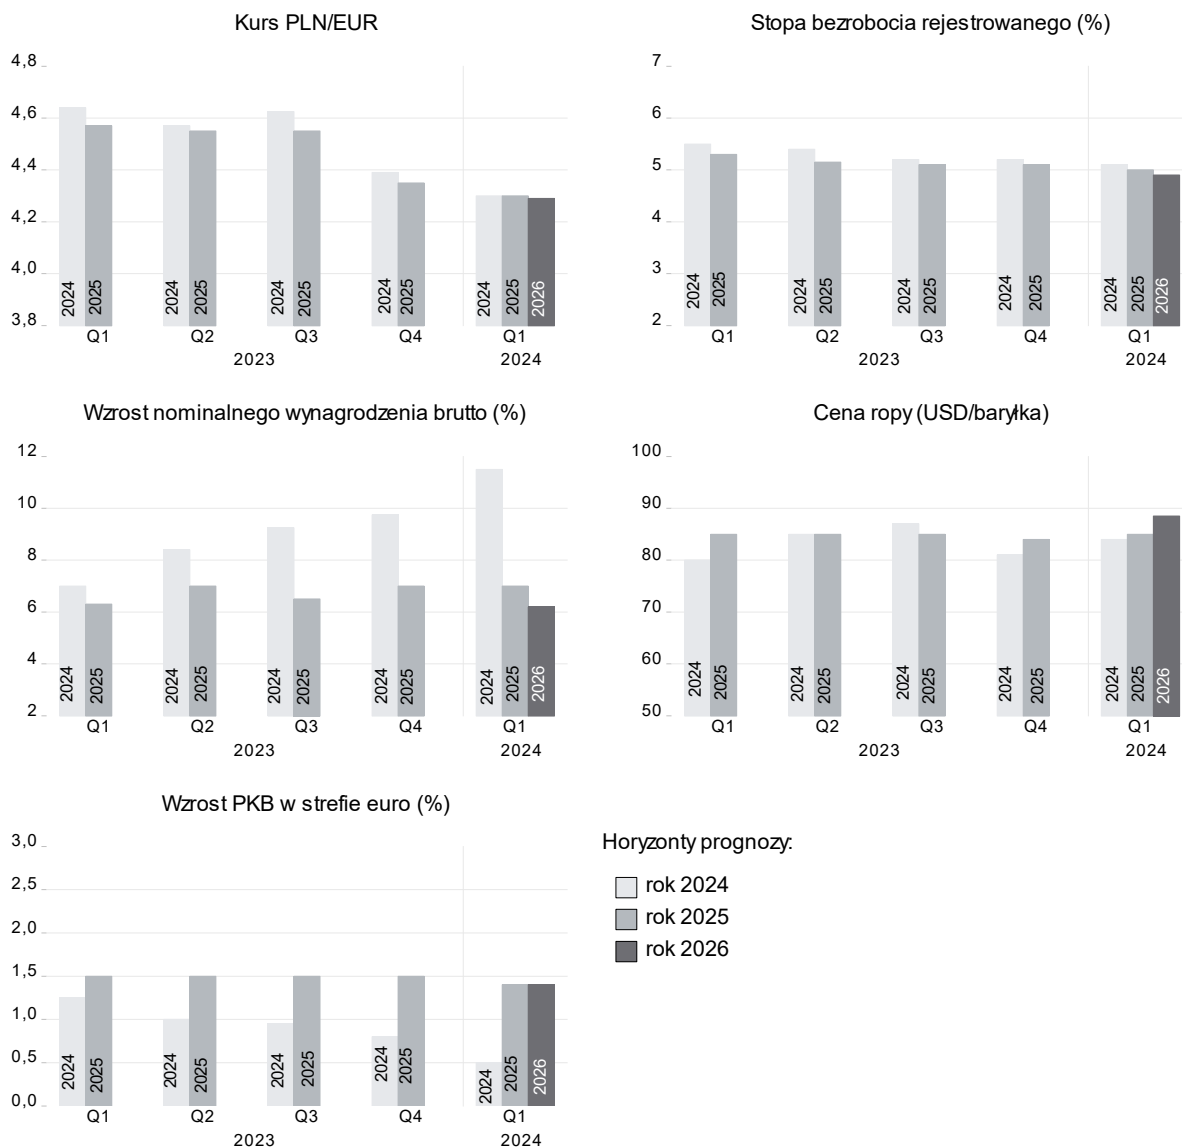 Kurs PLN/EUR
4,8
4,6
4,4
4,2
4,0
3,8
2024 2025 2024 2025 2024 2025 2024 2025 2024 2025 2026
Q1 Q2 Q3 Q4 Q1
2023 2024
Stopa bezrobocia rejestrowanego (%)
7
6
5
4
3
2
2024 2025 2024 2025 2024 2025 2024 2025 2024 2025 2026
Q1 Q2 Q3 Q4 Q1
2023 2024
Wzrost nominalnego wynagrodzenia brutto (%)
12
10
8
6
4
2
2024 2025 2024 2025 2024 2025 2024 2025 2024 2025 2026
Q1 Q2 Q3 Q4 Q1
2023 2024
Cena ropy (USD/baryłka)
100
90
80
70
60
50
2024 2025 2024 2025 2024 2025 2024 2025 2024 2025 2026
Q1 Q2 Q3 Q4 Q1
2023 2024
Wzrost PKB w strefie euro (%)
3,0
2,5
2,0
1,5
1,0
0,5
0,0
2024 2025 2024 2025 2024 2025 2024 2025 2024 2025 2026
Q1 Q2 Q3 Q4 Q1
2023 2024
Horyzonty prognozy:
rok 2024
rok 2025
rok 2026